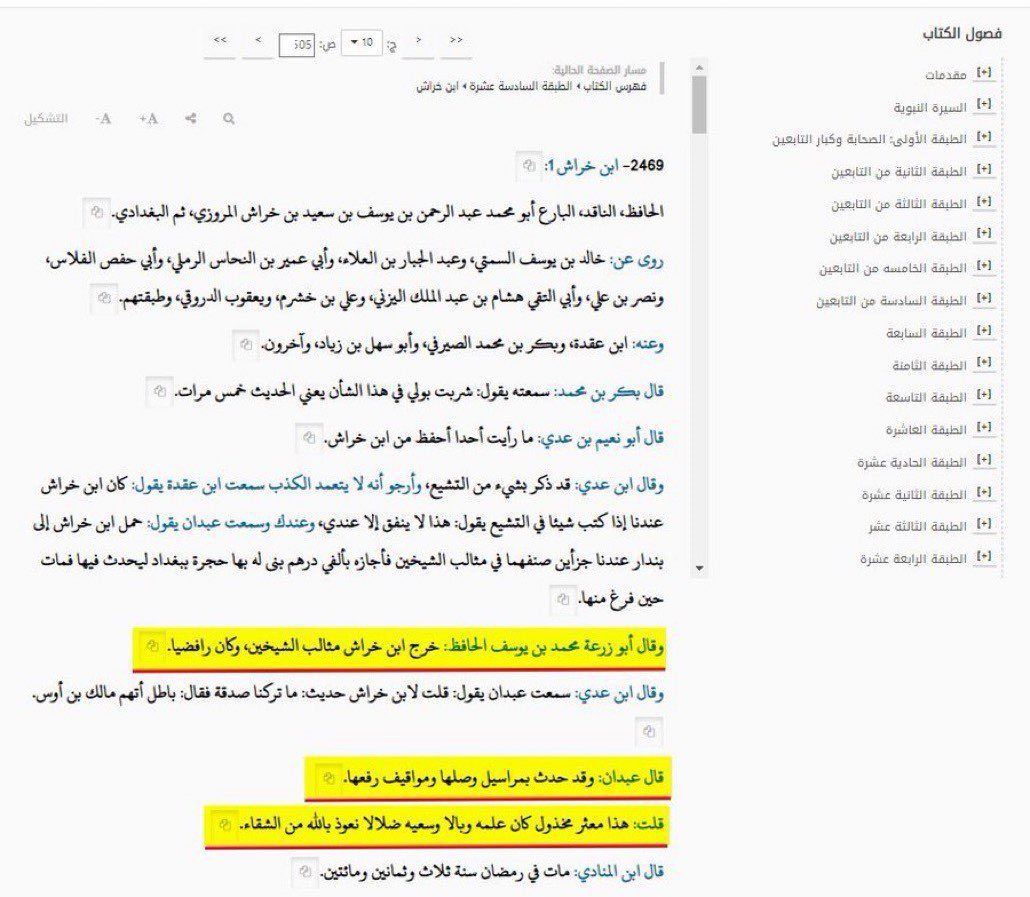 فصول الكتاب
[+] مقدمات
[+] السيرة النبوية
[+] الطبقة الأولى: الصحابة وكبار التابعين
[+] الطبقة الثانية من التابعين
[+] الطبقة الثالثة من التابعين
[+] الطبقة الرابعة من التابعين
[+] الطبقة الخامسه من التابعين
[+] الطبقة السادسة من التابعين
[+] الطبقة السابعة
[+] الطبقة الثامنة
[+] الطبقة التاسعة
[+] الطبقة العاشرة
[+] الطبقة الحادية عشرة
[+] الطبقة الثانية عشرة
[+] الطبقة الثالثة عشر
[+] الطبقة الرابعة عشرة
<< < ج: 10 ص: 505 > >>
مسار الصفحة الحالية:
فهرس الكتاب الطبقة السادسة عشرة ابن خراش
A+ A- التشكيل
2469- ابن خراش1:
الحافظ، الناقد، البارع أبو محمد عبد الرحمن بن يوسف بن سعيد بن خراش المروزي، ثم البغدادي.
روى عن: خالد بن يوسف السمتي، وعبد الجبار بن العلاء، وأبي عمير بن النحاس الرملي، وأبي حفص الفلاس،
ونصر بن علي، وأبي التقي هشام بن عبد الملك اليزني، وعلي بن خشرم، ويعقوب الدروقي، وطبقتهم.
وعنه: ابن عقدة، وبكر بن محمد الصيرفي، وأبو سهل بن زياد، وآخرون.
قال بكر بن محمد: سمعته يقول: شربت بولي في هذا الشأن يعني الحديث خمس مرات.
قال أبو نعيم بن عدي: ما رأيت أحدا أحفظ من ابن خراش.
وقال ابن عدي: قد ذكر بشيء من التشيع، وأرجو أنه لا يتعمد الكذب سمعت ابن عقدة يقول: كان ابن خراش
عندنا إذا كتب شيئا في التشيع يقول: هذا لا ينفق إلا عندي، وعندك وسمعت عبدان يقول: حمل ابن خراش إلى
بندار عندنا جزأين صنفهما في مثالب الشيخين فأجازه بألفي درهم بنى له بها حجرة ببغداد ليحدث فيها فمات
حين فرغ منها.
وقال أبو زرعة محمد بن يوسف الحافظ: خرج ابن خراش مثالب الشيخين، وكان رافضيا.
وقال ابن عدي: سمعت عبدان يقول: قلت لابن خراش حديث: ما تركنا صدقة فقال: باطل أتهم مالك بن أوس.
قال عبدان: وقد حدث بمراسيل وصلها ومواقيف رفعها.
قلت: هذا معثر مخذول كان علمه وبالا وسعيه ضلالا نعوذ بالله من الشقاء.
قال ابن المنادي: مات في رمضان سنة ثلاث وثمانين ومائتين.